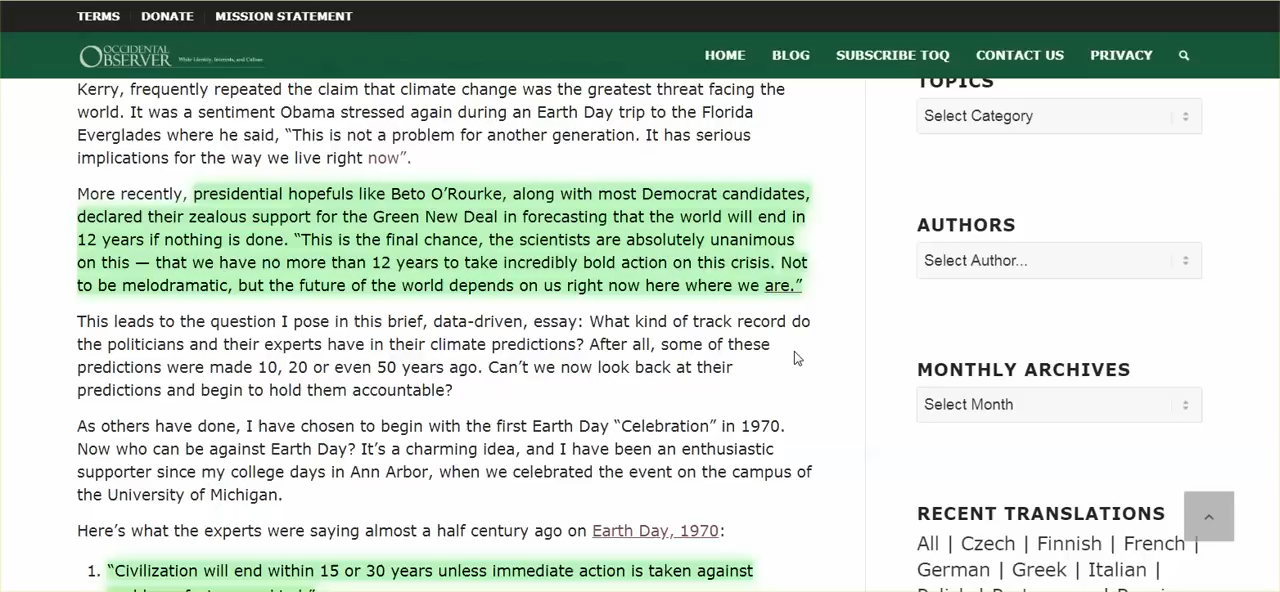 TERMS DONATE MISSION STATEMENT
OCCIDENTAL OBSERVER White Identity, Interests, and Culture
HOME BLOG SUBSCRIBE TOQ CONTACT US PRIVACY
Kerry, frequently repeated the claim that climate change was the greatest threat facing the
world. It was a sentiment Obama stressed again during an Earth Day trip to the Florida
Everglades where he said, “This is not a problem for another generation. It has serious
implications for the way we live right now”.
More recently, presidential hopefuls like Beto O’Rourke, along with most Democrat candidates,
declared their zealous support for the Green New Deal in forecasting that the world will end in
12 years if nothing is done. “This is the final chance, the scientists are absolutely unanimous
on this — that we have no more than 12 years to take incredibly bold action on this crisis. Not
to be melodramatic, but the future of the world depends on us right now here where we are.”
This leads to the question I pose in this brief, data-driven, essay: What kind of track record do
the politicians and their experts have in their climate predictions? After all, some of these
predictions were made 10, 20 or even 50 years ago. Can’t we now look back at their
predictions and begin to hold them accountable?
As others have done, I have chosen to begin with the first Earth Day “Celebration” in 1970.
Now who can be against Earth Day? It’s a charming idea, and I have been an enthusiastic
supporter since my college days in Ann Arbor, when we celebrated the event on the campus of
the University of Michigan.
Here’s what the experts were saying almost a half century ago on Earth Day, 1970:
1. “Civilization will end within 15 or 30 years unless immediate action is taken against
TOPICS
Select Category
AUTHORS
Select Author...
MONTHLY ARCHIVES
Select Month
RECENT TRANSLATIONS
All | Czech | Finnish | French |
German | Greek | Italian |